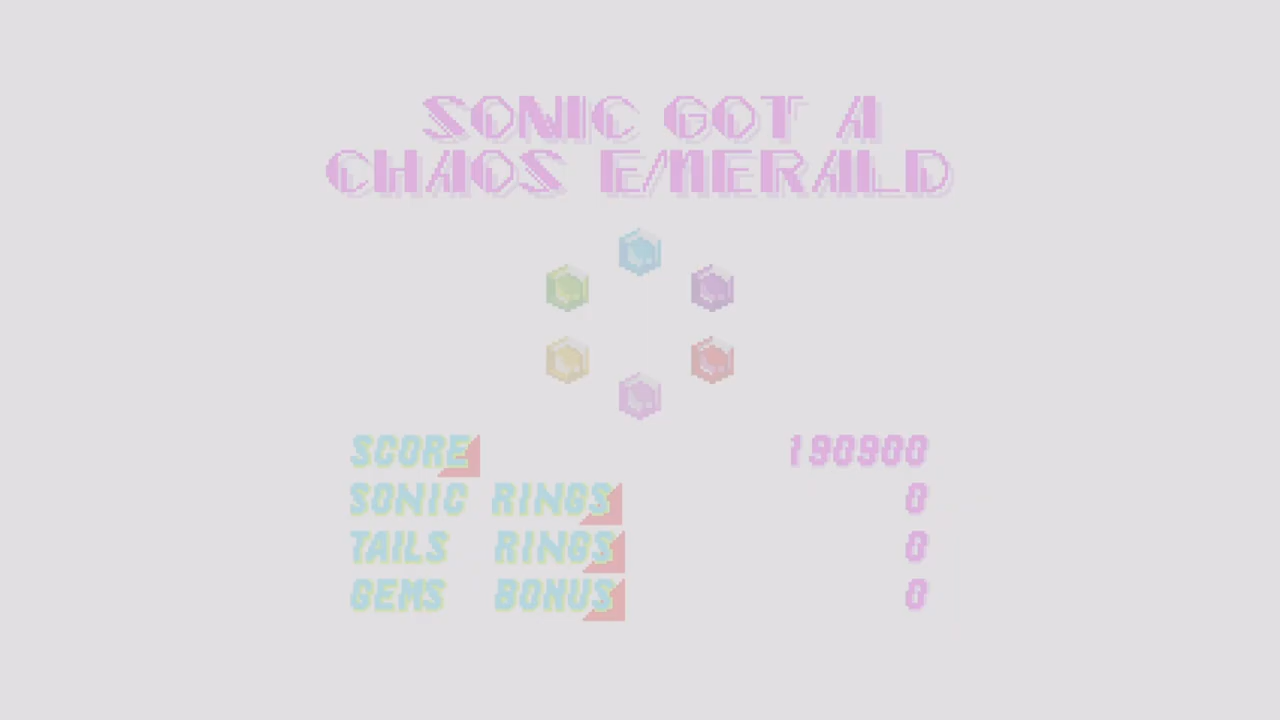 SONIC GOT A
CHAOS EMERALD
SCORE 190900
SONIC RINGS 0
TAILS RINGS 0
GEMS BONUS 0